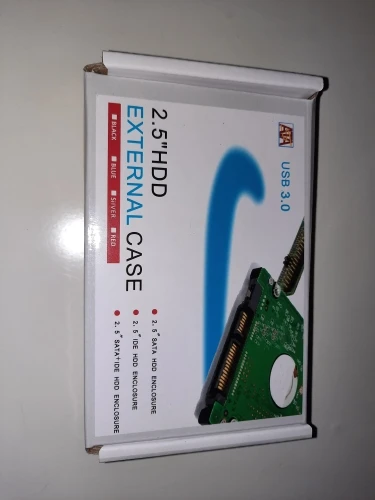 ATA
USB 3.0
2.5"HDD
EXTERNAL CASE
BLACK BLUE SILVER RED
2.5"SATA HDD ENCLOSURE
2.5"IDE HDD ENCLOSURE
2.5"SATA+IDE HDD ENCLOSURE